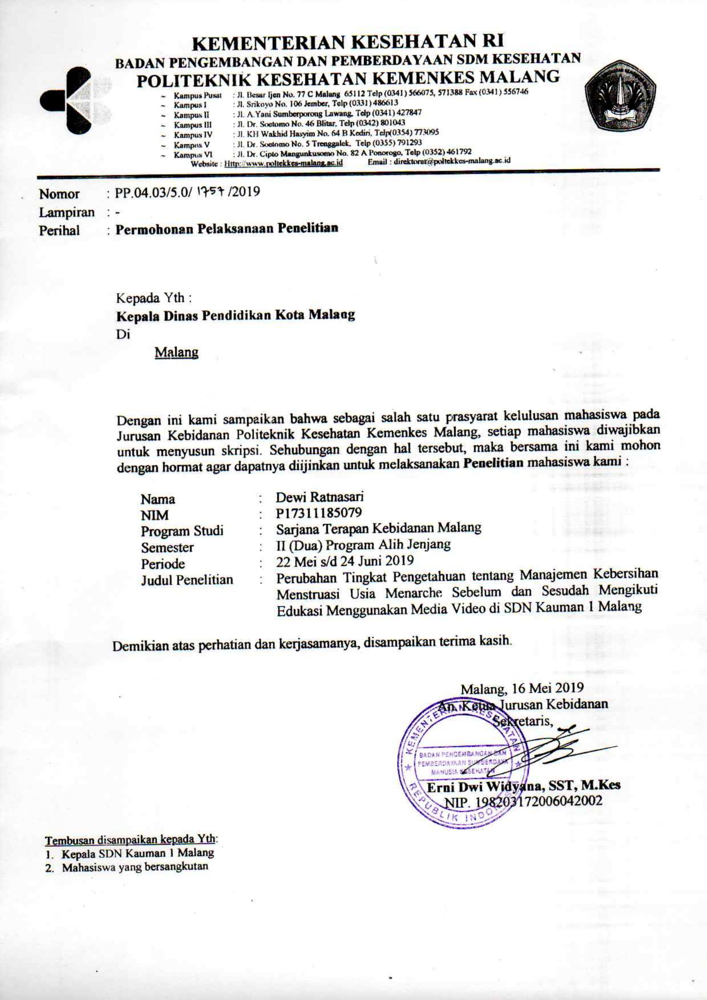 KEMENTERIAN KESEHATAN RI
BADAN PENGEMBANGAN DAN PEMBERDAYAAN SDM KESEHATAN
POLITEKNIK KESEHATAN KEMENKES MALANG
~ Kampus Pusat : Jl. Besar Ijen No. 77 C Malang 65112 Telp (0341) 566075, 571388 Fax (0341) 556746
~ Kampus I : Jl. Srikoyo No. 106 Jember, Telp (0331) 486613
~ Kampus II : Jl. A.Yani Sumberporong Lawang, Telp (0341) 427847
~ Kampus III : Jl. Dr. Soetomo No. 46 Blitar, Telp (0342) 801043
~ Kampus IV : Jl. KH Wakhid Hasyim No. 64 B Kediri, Telp(0354) 773095
~ Kampus V : Jl. Dr. Soetomo No. 5 Trenggalek, Telp (0355) 791293
~ Kampus VI : Jl. Dr. Cipto Mangunkusomo No. 82 A Ponorogo, Telp (0352) 461792
Website : Http://www.poltekkes-malang.ac.id Email : direktorat@poltekkes-malang.ac.id
Nomor : PP.04.03/5.0/ 1757 /2019
Lampiran : -
Perihal : Permohonan Pelaksanaan Penelitian
Kepada Yth :
Kepala Dinas Pendidikan Kota Malang
Di
Malang
Dengan ini kami sampaikan bahwa sebagai salah satu prasyarat kelulusan mahasiswa pada
Jurusan Kebidanan Politeknik Kesehatan Kemenkes Malang, setiap mahasiswa diwajibkan
untuk menyusun skripsi. Sehubungan dengan hal tersebut, maka bersama ini kami mohon
dengan hormat agar dapatnya diijinkan untuk melaksanakan Penelitian mahasiswa kami :
Nama : Dewi Ratnasari
NIM : P17311185079
Program Studi : Sarjana Terapan Kebidanan Malang
Semester : II (Dua) Program Alih Jenjang
Periode : 22 Mei s/d 24 Juni 2019
Judul Penelitian : Perubahan Tingkat Pengetahuan tentang Manajemen Kebersihan
Menstruasi Usia Menarche Sebelum dan Sesudah Mengikuti
Edukasi Menggunakan Media Video di SDN Kauman 1 Malang
Demikian atas perhatian dan kerjasamanya, disampaikan terima kasih.
Malang, 16 Mei 2019
An. Ketua Jurusan Kebidanan
Sekretaris,
KEMENTERIAN KESEHATAN
BADAN PENGEMBANGAN DAN
PEMBERDAYAAN SUMBERDAYA
MANUSIA KESEHATAN
REPUBLIK INDONESIA
Erni Dwi Widyana, SST, M.Kes
NIP. 198203172006042002
Tembusan disampaikan kepada Yth:
1. Kepala SDN Kauman 1 Malang
2. Mahasiswa yang bersangkutan